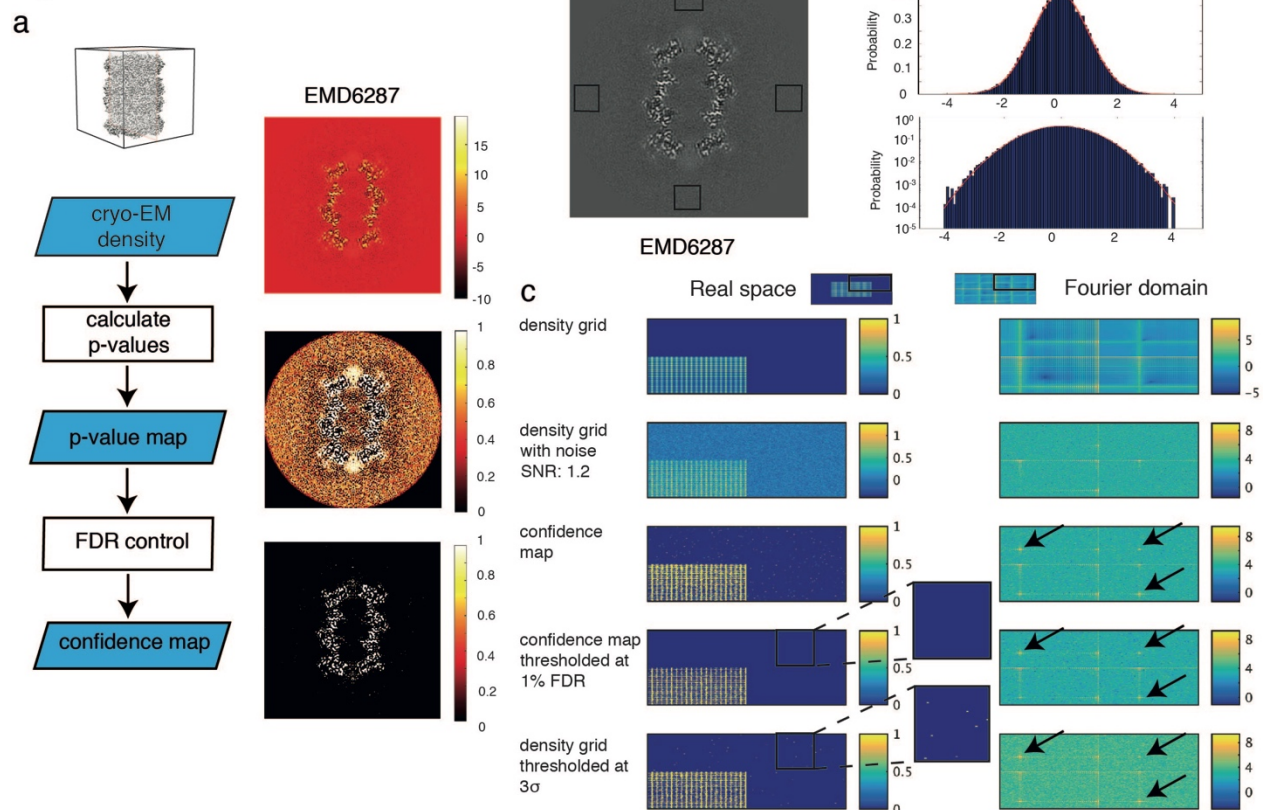 a
EMD6287
cryo-EM
density
calculate
p-values
p-value map
FDR control
confidence map
15
10
5
0
-5
-10
1
0.8
0.6
0.4
0.2
0
1
0.8
0.6
0.4
0.2
0
EMD6287
Probability
0.3
0.2
0.1
0
-4
-2
0
2
4
Probability
10^0
10^-1
10^-2
10^-3
10^-4
10^-5
-4
-2
0
2
4
c
Real space
Fourier domain
density grid
1
0.5
0
5
0
-5
density grid
with noise
SNR: 1.2
1
0.5
0
8
4
0
confidence
map
1
0.5
0
8
4
0
confidence map
thresholded at
1% FDR
1
0.5
0
8
4
0
density grid
thresholded at
3σ
1
0.5
0
8
4
0